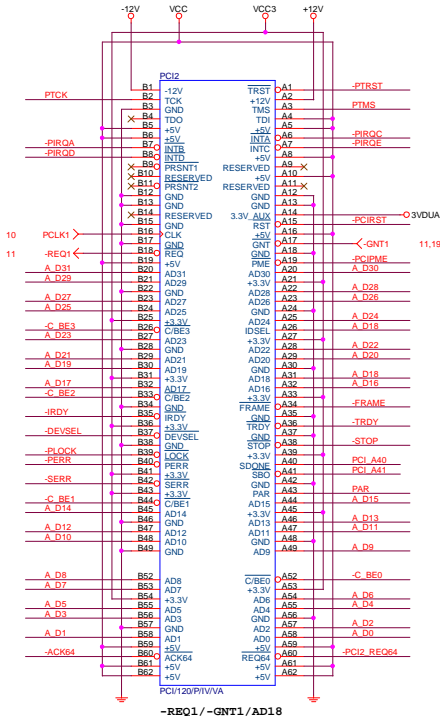 -12V VCC VCC3 +12V
PCI2
B1 -12V TRST A1 -PTRST
PTCK B2 TCK +12V A2
B3 GND TMS A3 PTMS
B4 TDO TDI A4
B5 +5V +5V A5
B6 +5V INTA A6 -PIRQC
-PIRQA B7 INTB INTC A7 -PIRQE
-PIRQD B8 INTD +5V A8
B9 PRSNT1 RESERVED A9
B10 RESERVED +5V A10
B11 PRSNT2 RESERVED A11
B12 GND GND A12
B13 GND GND A13
B14 RESERVED 3.3V_AUX A14 3VDUA
B15 GND RST A15 -PCIRST
10 PCLK1 B16 CLK +5V A16
B17 GND GNT A17 -GNT1 11,19
11 -REQ1 B18 REQ GND A18
B19 +5V PME A19 -PCIPME
A_D31 B20 AD31 AD30 A20 A_D30
A_D29 B21 AD29 +3.3V A21
B22 GND AD28 A22 A_D28
A_D27 B23 AD27 AD26 A23 A_D26
A_D25 B24 AD25 GND A24
B25 +3.3V AD24 A25 A_D24
-C_BE3 B26 C/BE3 IDSEL A26 A_D18
A_D23 B27 AD23 +3.3V A27
B28 GND AD22 A28 A_D22
A_D21 B29 AD21 AD20 A29 A_D20
A_D19 B30 AD19 GND A30
B31 +3.3V AD18 A31 A_D18
A_D17 B32 AD17 AD16 A32 A_D16
-C_BE2 B33 C/BE2 +3.3V A33
B34 GND FRAME A34 -FRAME
-IRDY B35 IRDY GND A35
B36 +3.3V TRDY A36 -TRDY
-DEVSEL B37 DEVSEL GND A37
B38 GND STOP A38 -STOP
-PLOCK B39 LOCK +3.3V A39
-PERR B40 PERR SDONE A40 PCI_A40
B41 +3.3V SBO A41 PCI_A41
-SERR B42 SERR GND A42
B43 +3.3V PAR A43 PAR
-C_BE1 B44 C/BE1 AD15 A44 A_D15
A_D14 B45 AD14 +3.3V A45
B46 GND AD13 A46 A_D13
A_D12 B47 AD12 AD11 A47 A_D11
A_D10 B48 AD10 GND A48
B49 GND AD9 A49 A_D9
A_D8 B52 AD8 C/BE0 A52 -C_BE0
A_D7 B53 AD7 +3.3V A53
B54 +3.3V AD6 A54 A_D6
A_D5 B55 AD5 AD4 A55 A_D4
A_D3 B56 AD3 GND A56
B57 GND AD2 A57 A_D2
A_D1 B58 AD1 AD0 A58 A_D0
B59 +5V +5V A59
-ACK64 B60 ACK64 REQ64 A60 -PCI2_REQ64
B61 +5V +5V A61
B62 +5V +5V A62
PCI/120/P/IV/VA
-REQ1/-GNT1/AD18